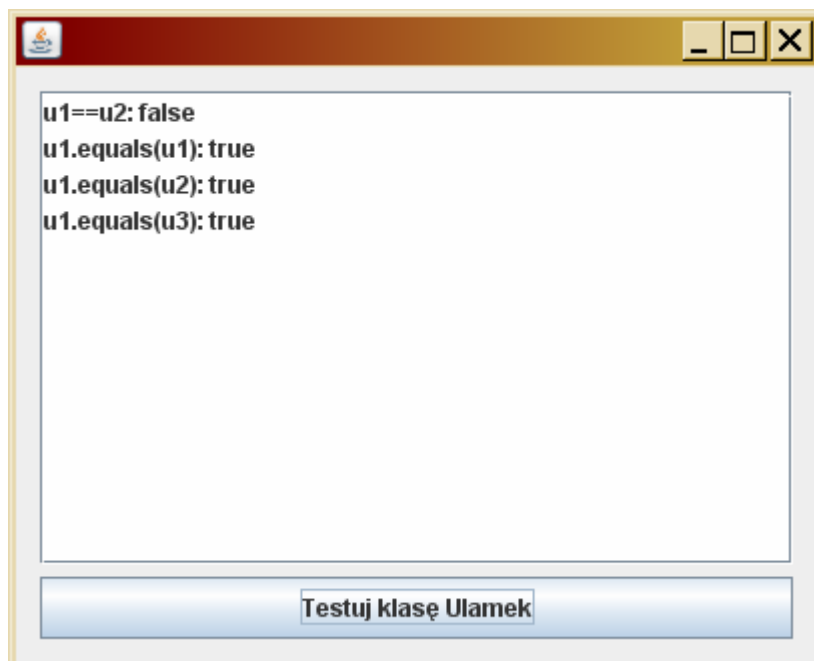 u1==u2: false
u1.equals(u1): true
u1.equals(u2): true
u1.equals(u3): true
Testuj klasę Ulamek